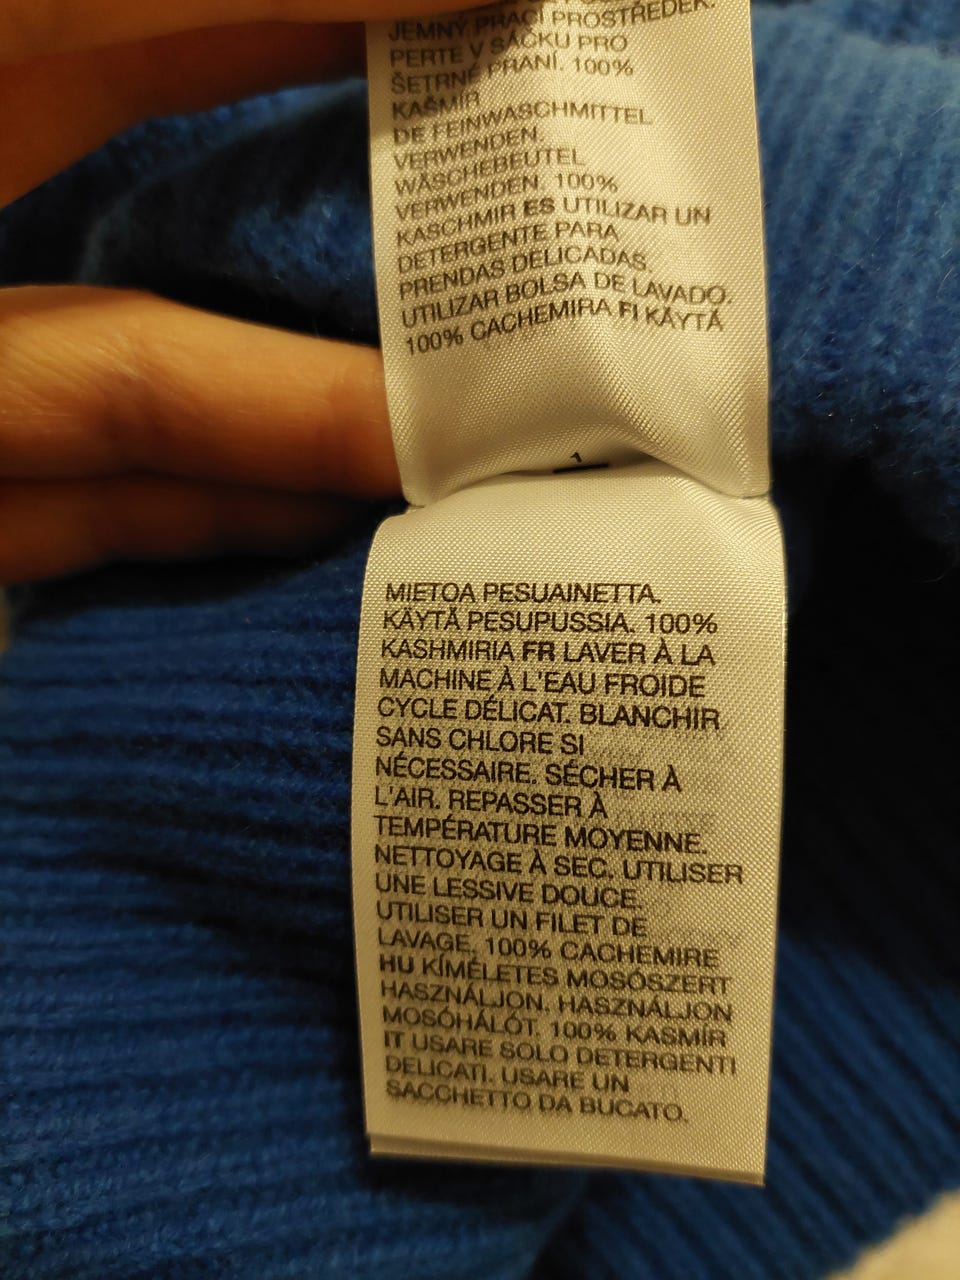 JEMNÝ PRACÍ PROSTŘEDEK.
PERTE V SÁČKU PRO
ŠETRNÉ PRANÍ. 100%
KAŠMÍR
DE FEINWASCHMITTEL
VERWENDEN.
WÄSCHEBEUTEL
VERWENDEN. 100%
KASCHMIR ES UTILIZAR UN
DETERGENTE PARA
PRENDAS DELICADAS.
UTILIZAR BOLSA DE LAVADO.
100% CACHEMIRA FI KÄYTÄ
1
MIETOA PESUAINETTA.
KÄYTÄ PESUPUSSIA. 100%
KASHMIRIA FR LAVER À LA
MACHINE À L'EAU FROIDE
CYCLE DÉLICAT. BLANCHIR
SANS CHLORE SI
NÉCESSAIRE. SÉCHER À
L'AIR. REPASSER À
TEMPÉRATURE MOYENNE.
NETTOYAGE À SEC. UTILISER
UNE LESSIVE DOUCE.
UTILISER UN FILET DE
LAVAGE. 100% CACHEMIRE
HU KÍMÉLETES MOSÓSZERT
HASZNÁLJON. HASZNÁLJON
MOSÓHÁLÓT. 100% KASMÍR
IT USARE SOLO DETERGENTI
DELICATI. USARE UN
SACCHETTO DA BUCATO.